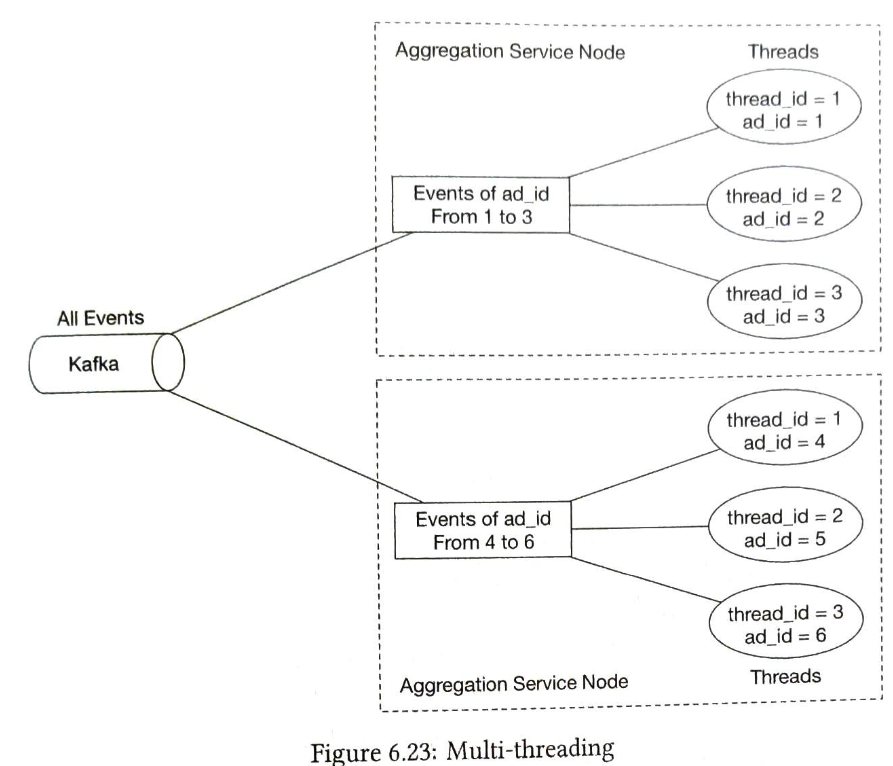 Aggregation Service Node
Threads
thread_id = 1
ad_id = 1
Events of ad_id
From 1 to 3
thread_id = 2
ad_id = 2
thread_id = 3
ad_id = 3
All Events
Kafka
thread_id = 1
ad_id = 4
Events of ad_id
From 4 to 6
thread_id = 2
ad_id = 5
thread_id = 3
ad_id = 6
Aggregation Service Node
Threads
Figure 6.23: Multi-threading